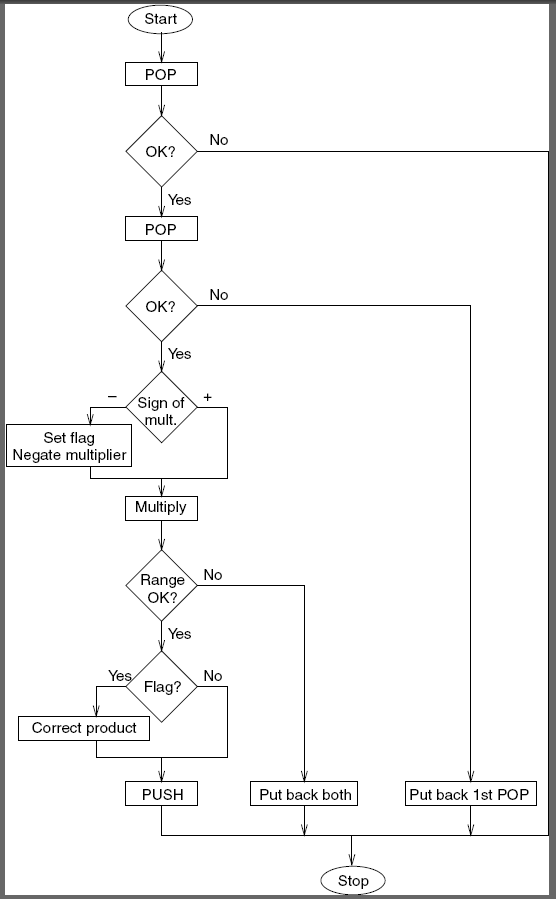 Start
POP
OK?
No
Yes
POP
OK?
No
Yes
–
Sign of
mult.
+
Set flag
Negate multiplier
Multiply
Range
OK?
No
Yes
Yes
Flag?
No
Correct product
PUSH
Put back both
Put back 1st POP
Stop